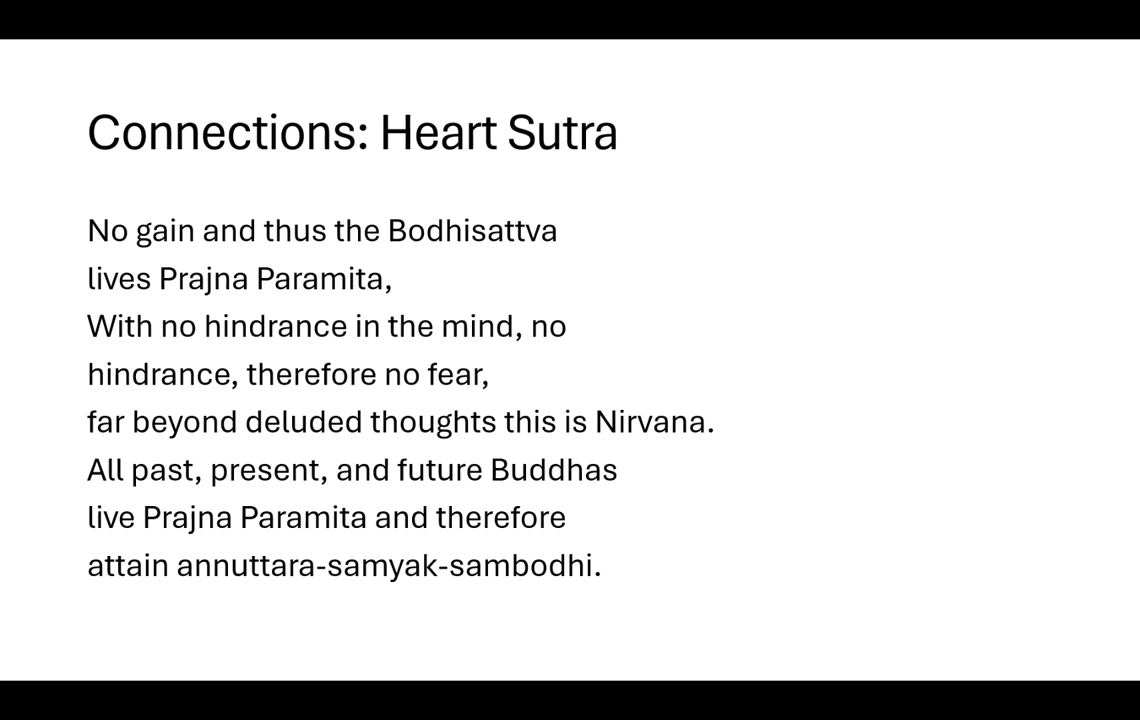 Connections: Heart Sutra
No gain and thus the Bodhisattva
lives Prajna Paramita,
With no hindrance in the mind, no
hindrance, therefore no fear,
far beyond deluded thoughts this is Nirvana.
All past, present, and future Buddhas
live Prajna Paramita and therefore
attain annuttara-samyak-sambodhi.